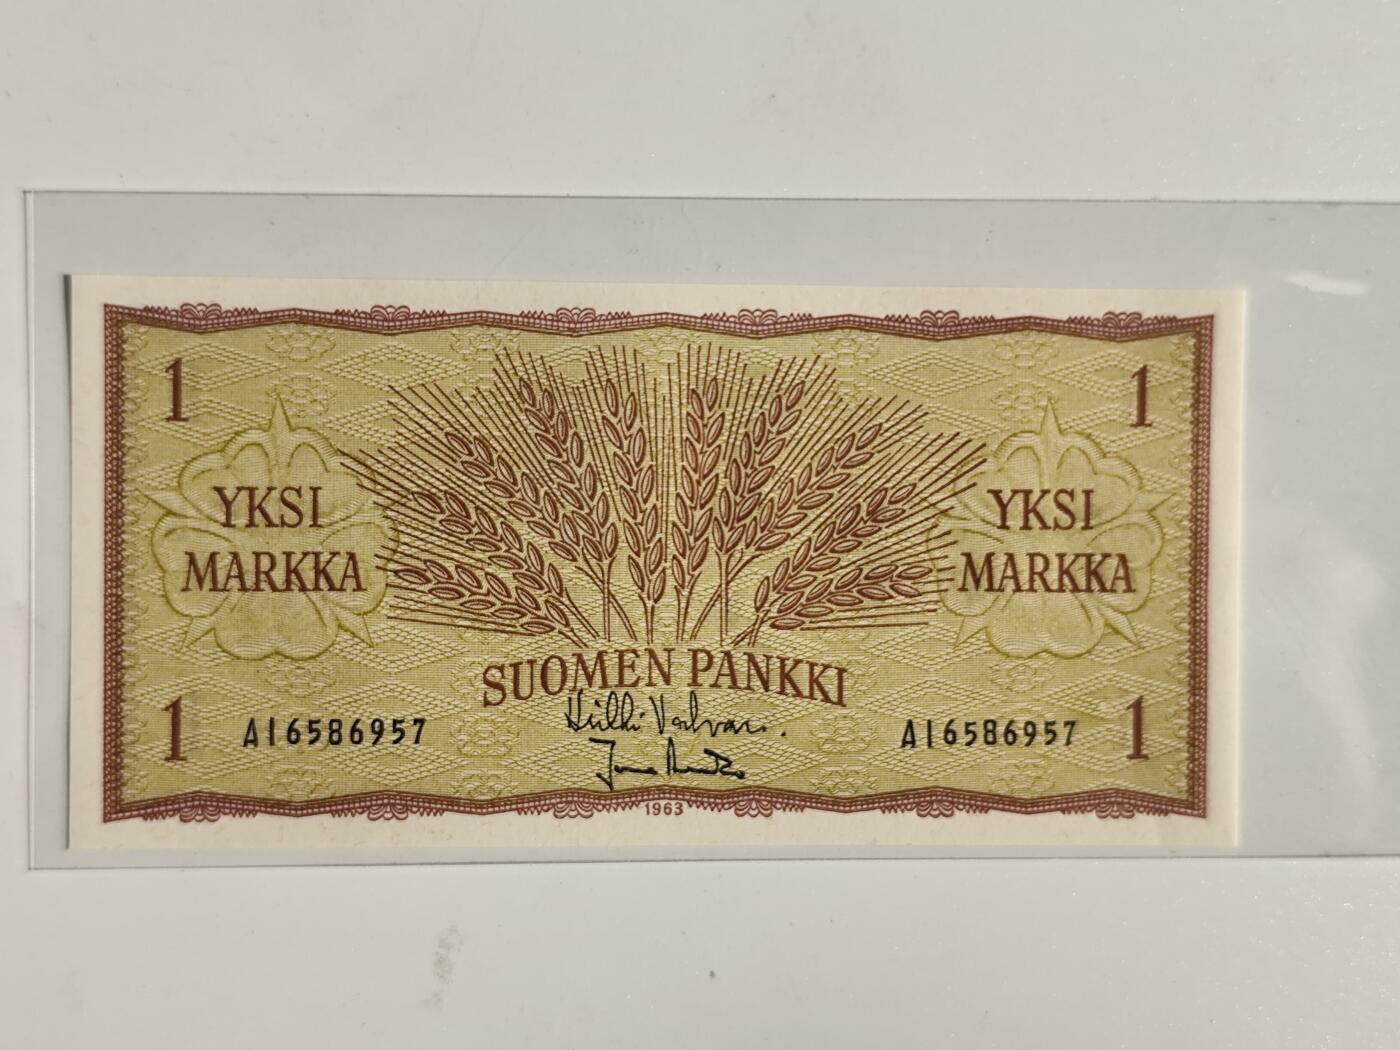 1 1
YKSI MARKKA
YKSI MARKKA
SUOMEN PANKKI
1 A16586957 A16586957 1
1963